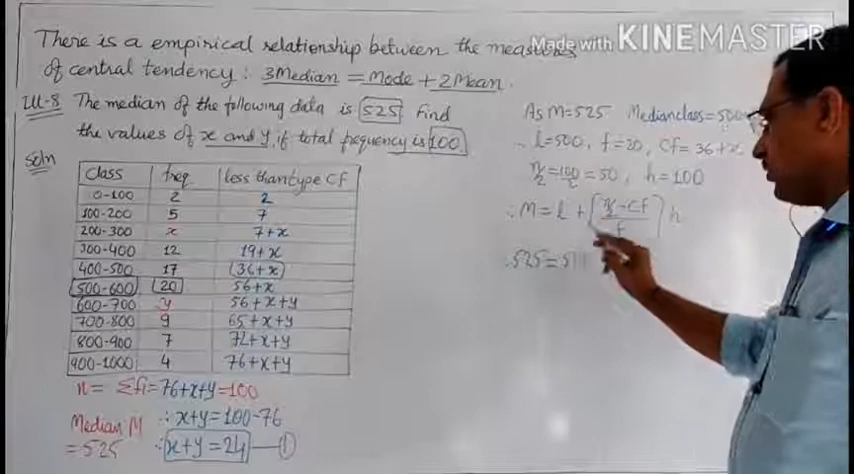 There is a empirical relationship between the measures
of central tendency: 3Median = Mode + 2Mean.
Made with KINEMASTER
Ill-8 The median of the following data is 525 Find
the values of x and y, if total frequency is 100
Soln
Class freq less than type Cf
0-100 2 2
100-200 5 7
200-300 x 7+x
300-400 12 19+x
400-500 17 36+x
500-600 20 56+x
600-700 y 56+x+y
700-800 9 65+x+y
800-900 7 72+x+y
900-1000 4 76+x+y
n = Σfi=76+x+y=100
Median M ∴x+y=100-76
=525 ∴x+y=24—①
As M=525 Medianclass=500
∴ l=500, f=20, Cf=36+x
n/2=100/2=50, h=100
∴M=l+[(n/2-Cf)/f]h
∴525=